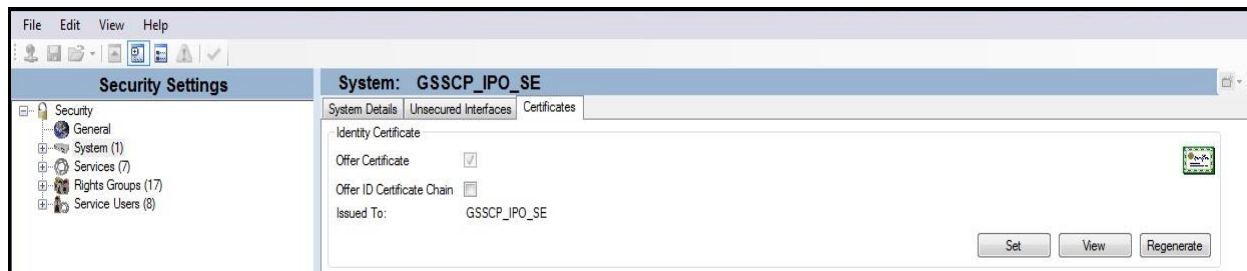 File Edit View Help
Security Settings
System: GSSCP_IPO_SE
Security
General
System (1)
Services (7)
Rights Groups (17)
Service Users (8)
System Details Unsecured Interfaces Certificates
Identity Certificate
Offer Certificate
Offer ID Certificate Chain
Issued To: GSSCP_IPO_SE
Set View Regenerate